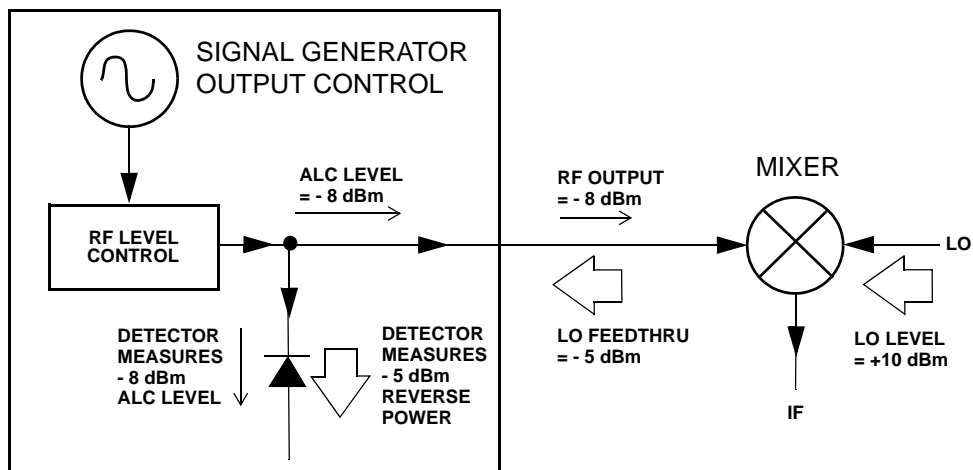 SIGNAL GENERATOR
OUTPUT CONTROL
ALC LEVEL
= - 8 dBm
RF OUTPUT
= - 8 dBm
MIXER
RF LEVEL
CONTROL
LO
DETECTOR
MEASURES
- 8 dBm
ALC LEVEL
DETECTOR
MEASURES
- 5 dBm
REVERSE
POWER
LO FEEDTHRU
= - 5 dBm
LO LEVEL
= +10 dBm
IF